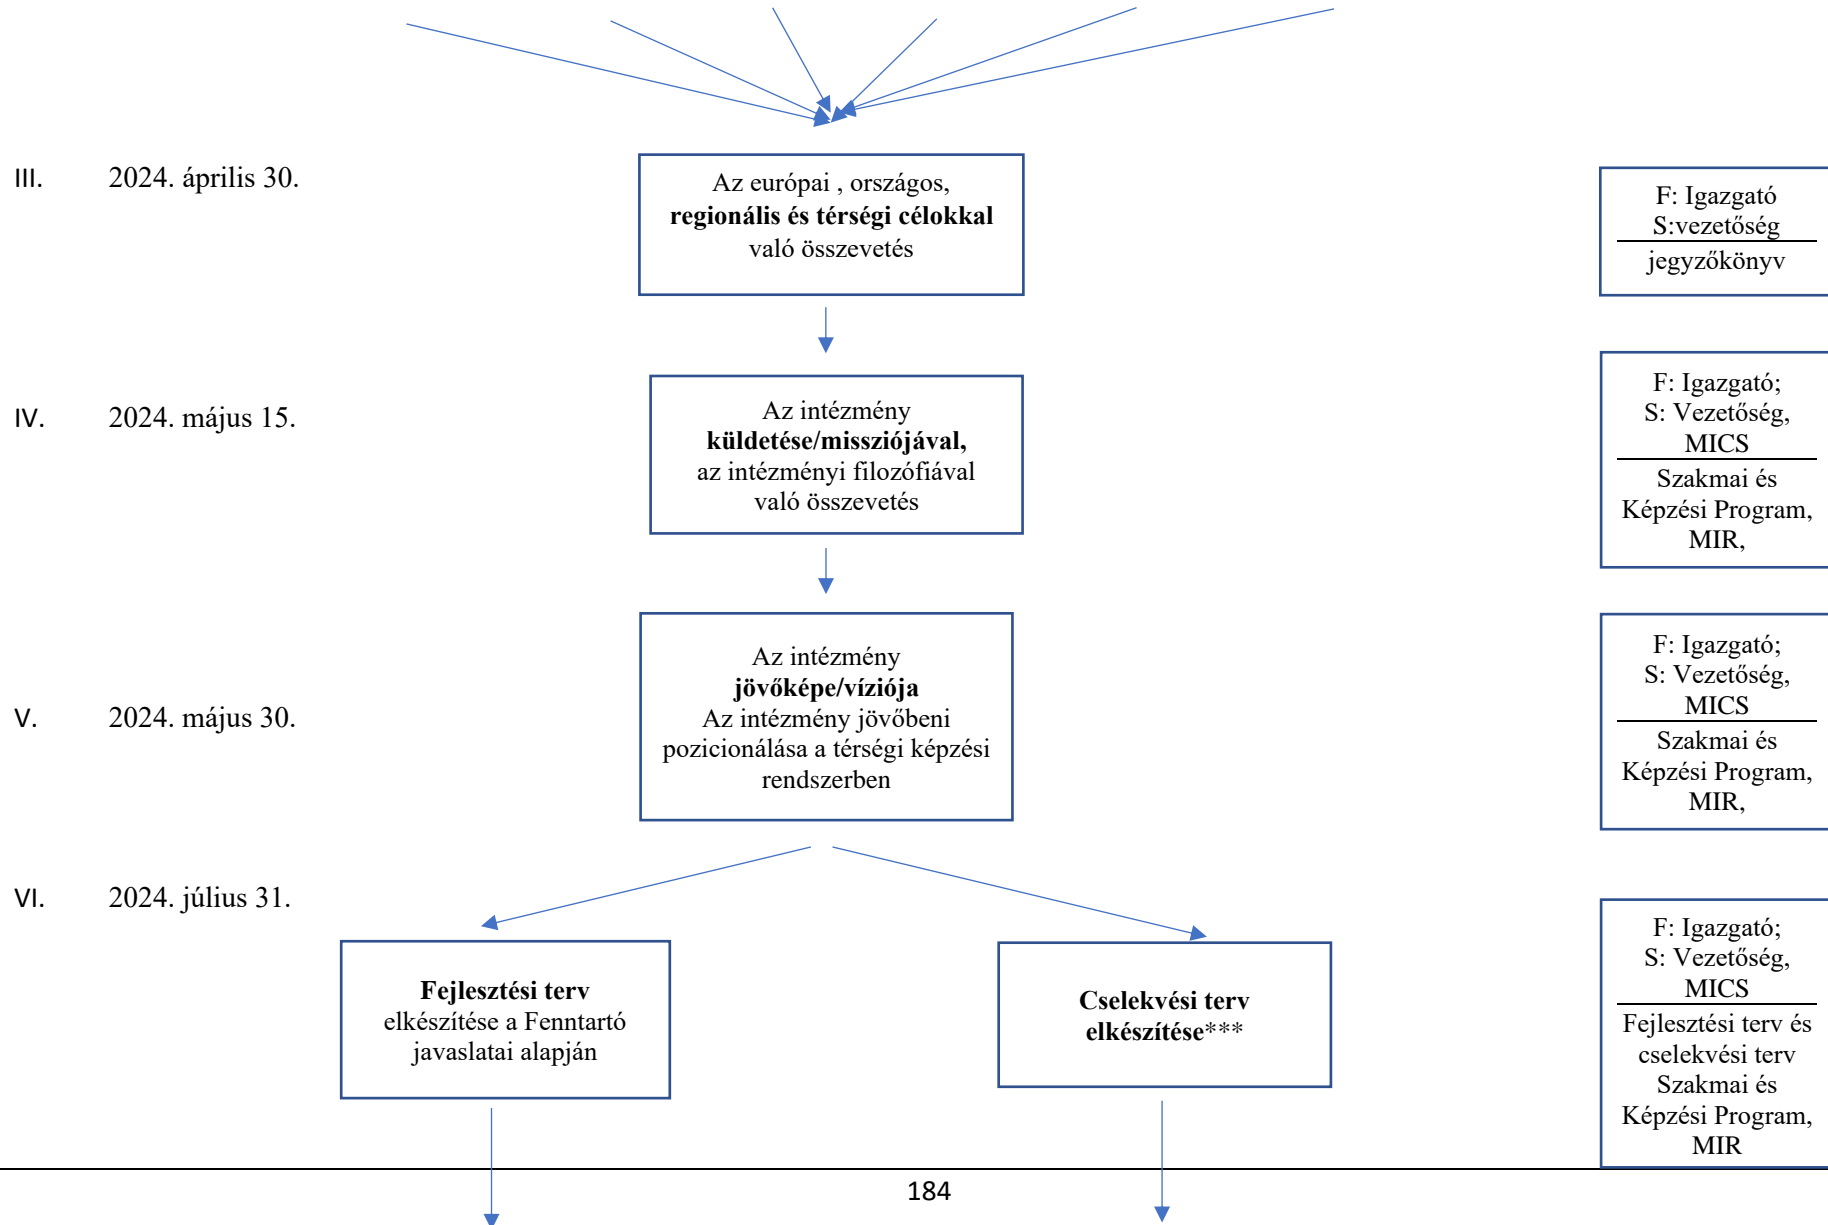 III. 2024. április 30.
Az európai , országos,
regionális és térségi célokkal
való összevetés
F: Igazgató
S:vezetőség
jegyzőkönyv
IV. 2024. május 15.
Az intézmény
küldetése/missziójával,
az intézményi filozófiával
való összevetés
F: Igazgató;
S: Vezetőség,
MICS
Szakmai és
Képzési Program,
MIR,
V. 2024. május 30.
Az intézmény
jövőképe/víziója
Az intézmény jövőbeni
pozicionálása a térségi képzési
rendszerben
F: Igazgató;
S: Vezetőség,
MICS
Szakmai és
Képzési Program,
MIR,
VI. 2024. július 31.
Fejlesztési terv
elkészítése a Fenntartó
javaslatai alapján
Cselekvési terv
elkészítése***
F: Igazgató;
S: Vezetőség,
MICS
Fejlesztési terv és
cselekvési terv
Szakmai és
Képzési Program,
MIR
184